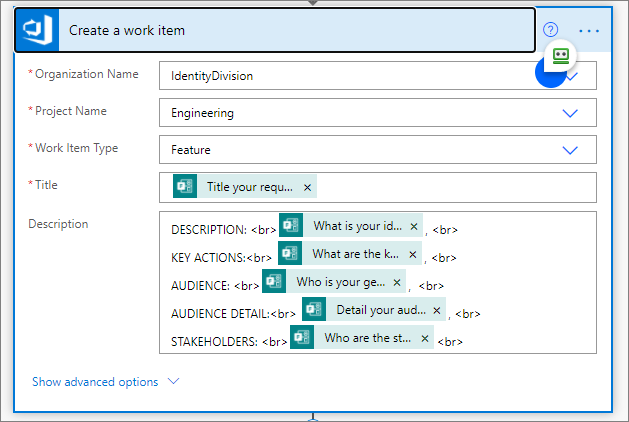 Create a work item
* Organization Name IdentityDivision
* Project Name Engineering
* Work Item Type Feature
* Title Title your requ... ×
Description
DESCRIPTION: <br> What is your id... × , <br>
KEY ACTIONS:<br> What are the k... × , <br>
AUDIENCE: <br> Who is your ge... × , <br>
AUDIENCE DETAIL:<br> Detail your aud... × , <br>
STAKEHOLDERS: <br> Who are the st... × <br>
Show advanced options